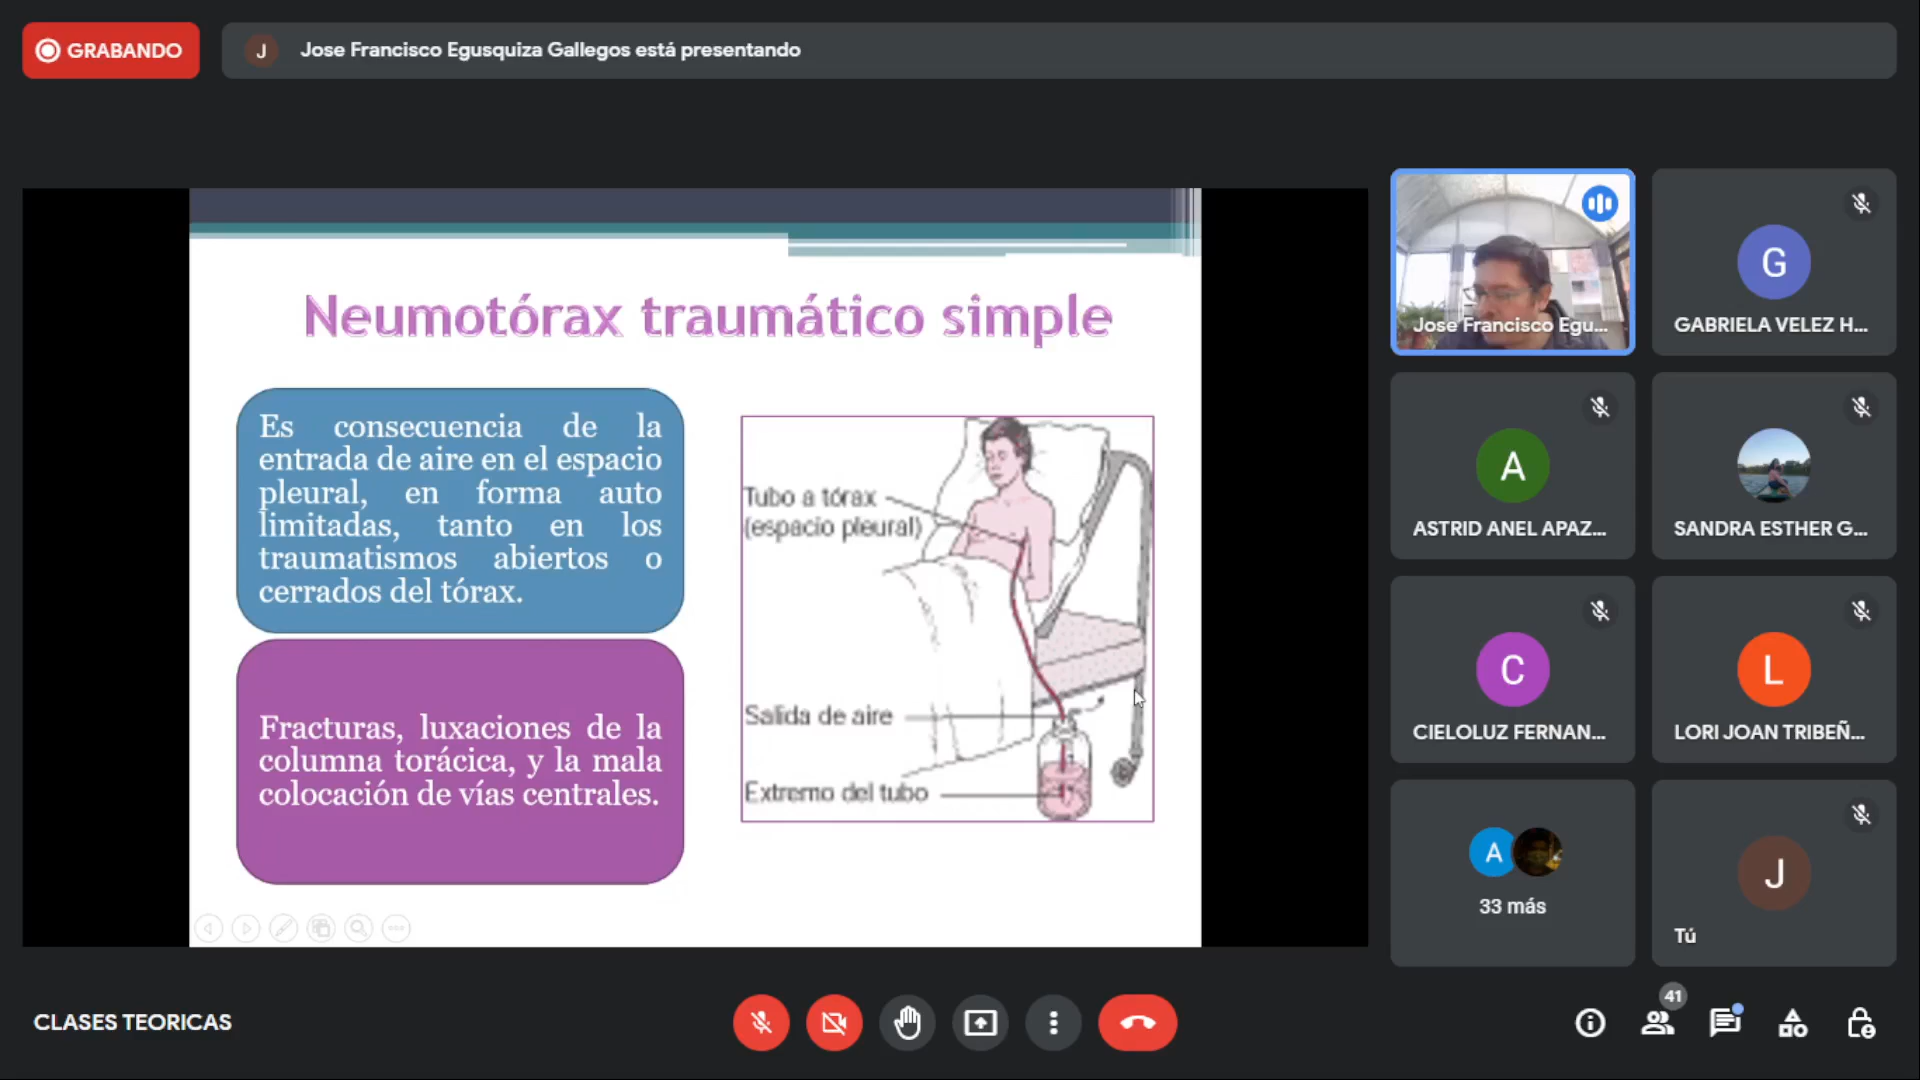 GRABANDO
J
Jose Francisco Egusquiza Gallegos está presentando
Neumotórax traumático simple
Es consecuencia de la
entrada de aire en el espacio
pleural, en forma auto
limitadas, tanto en los
traumatismos abiertos o
cerrados del tórax.
Fracturas, luxaciones de la
columna torácica, y la mala
colocación de vías centrales.
Tubo a tórax
(espacio pleural)
Salida de aire
Extremo del tubo
Jose Francisco Egu...
G
GABRIELA VELEZ H...
A
ASTRID ANEL APAZ...
SANDRA ESTHER G...
C
CIELOLUZ FERNAN...
L
LORI JOAN TRIBEÑ...
A
33 más
J
Tú
CLASES TEORICAS
41